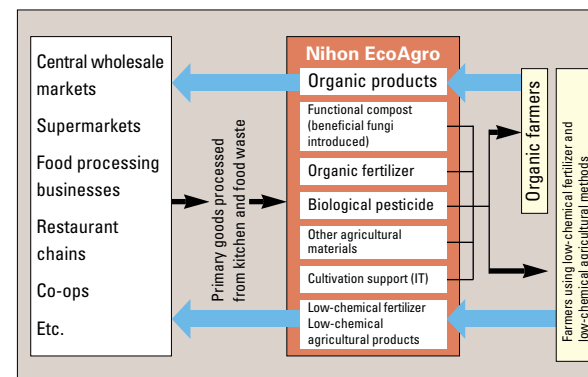 Central wholesale
markets
Supermarkets
Food processing
businesses
Restaurant
chains
Co-ops
Etc.
Primary goods processed
from kitchen and food waste
Nihon EcoAgro
Organic products
Functional compost
(beneficial fungi
introduced)
Organic fertilizer
Biological pesticide
Other agricultural
materials
Cultivation support (IT)
Low-chemical fertilizer
Low-chemical
agricultural products
Organic farmers
Farmers using low-chemical fertilizer and
low-chemical agricultural methods